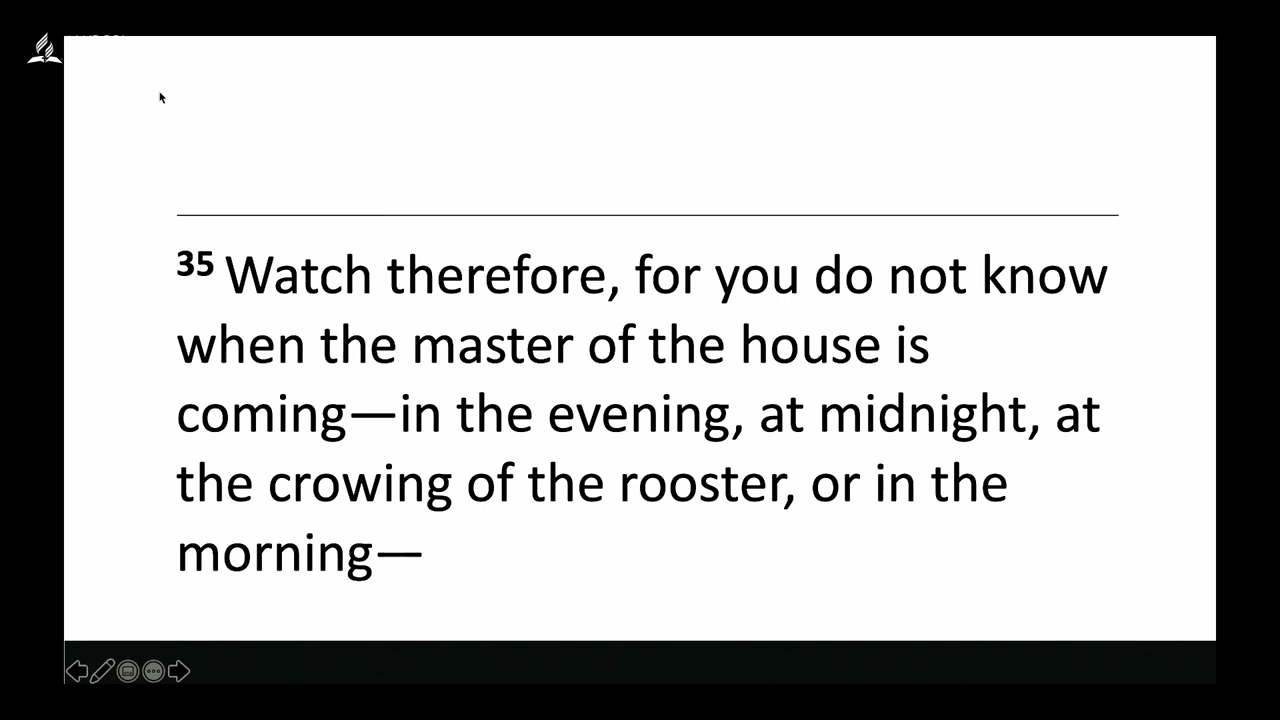 35 Watch therefore, for you do not know
when the master of the house is
coming—in the evening, at midnight, at
the crowing of the rooster, or in the
morning—